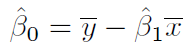 β̂₀ = y̅ − β̂₁x̅